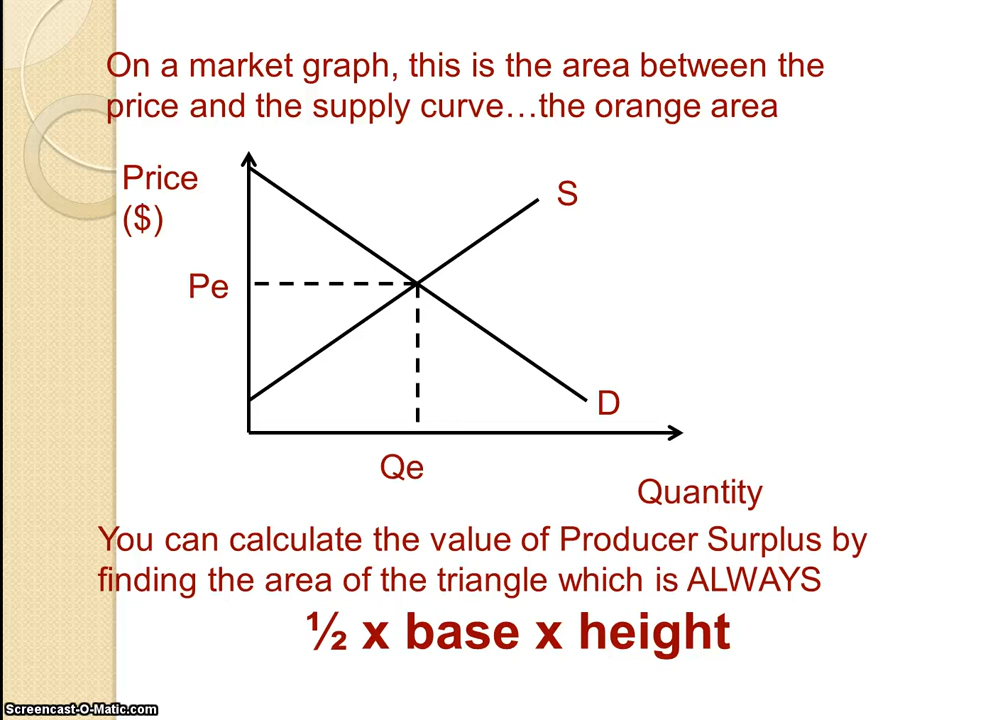 On a market graph, this is the area between the
price and the supply curve…the orange area
Price
($)
S
Pe
D
Qe
Quantity
You can calculate the value of Producer Surplus by
finding the area of the triangle which is ALWAYS
½ x base x height
Screencast-O-Matic.com